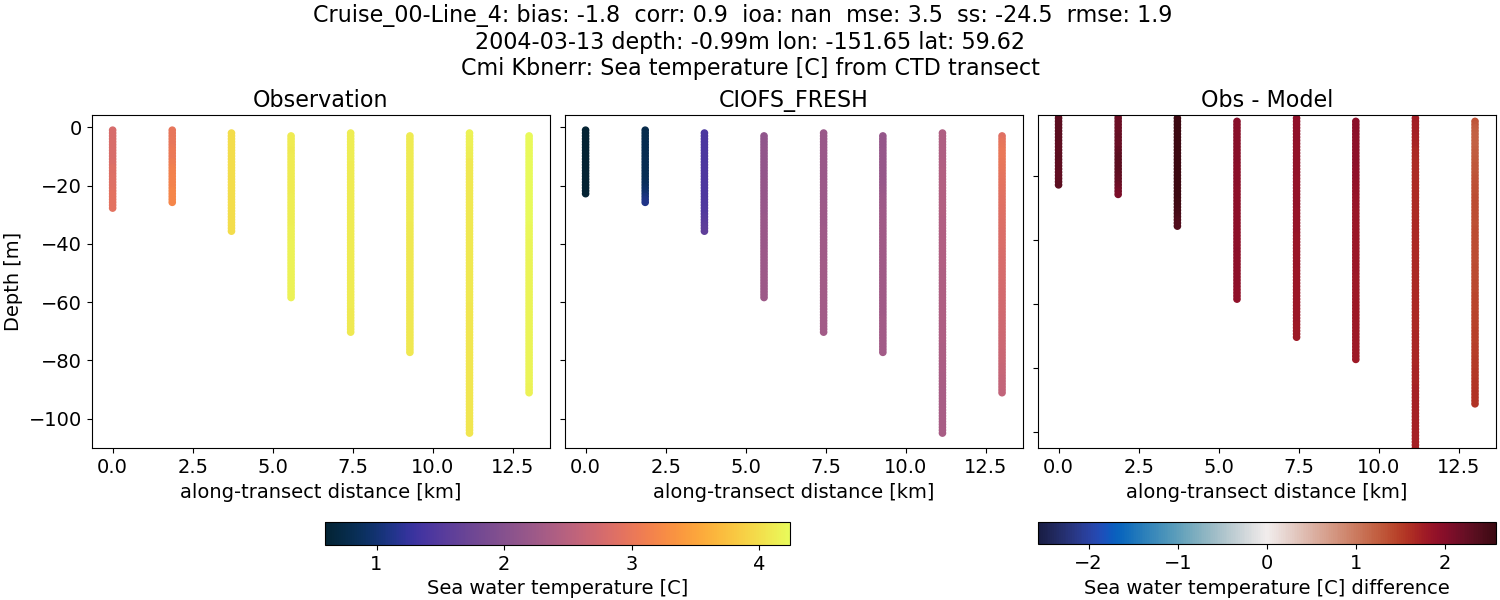 Cruise_00-Line_4: bias: -1.8  corr: 0.9  ioa: nan  mse: 3.5  ss: -24.5  rmse: 1.9
2004-03-13 depth: -0.99m lon: -151.65 lat: 59.62
Cmi Kbnerr: Sea temperature [C] from CTD transect
Observation
CIOFS_FRESH
Obs - Model
Depth [m]
0
−20
−40
−60
−80
−100
0.0 2.5 5.0 7.5 10.0 12.5
0.0 2.5 5.0 7.5 10.0 12.5
0.0 2.5 5.0 7.5 10.0 12.5
along-transect distance [km]
along-transect distance [km]
along-transect distance [km]
1 2 3 4
Sea water temperature [C]
−2 −1 0 1 2
Sea water temperature [C] difference